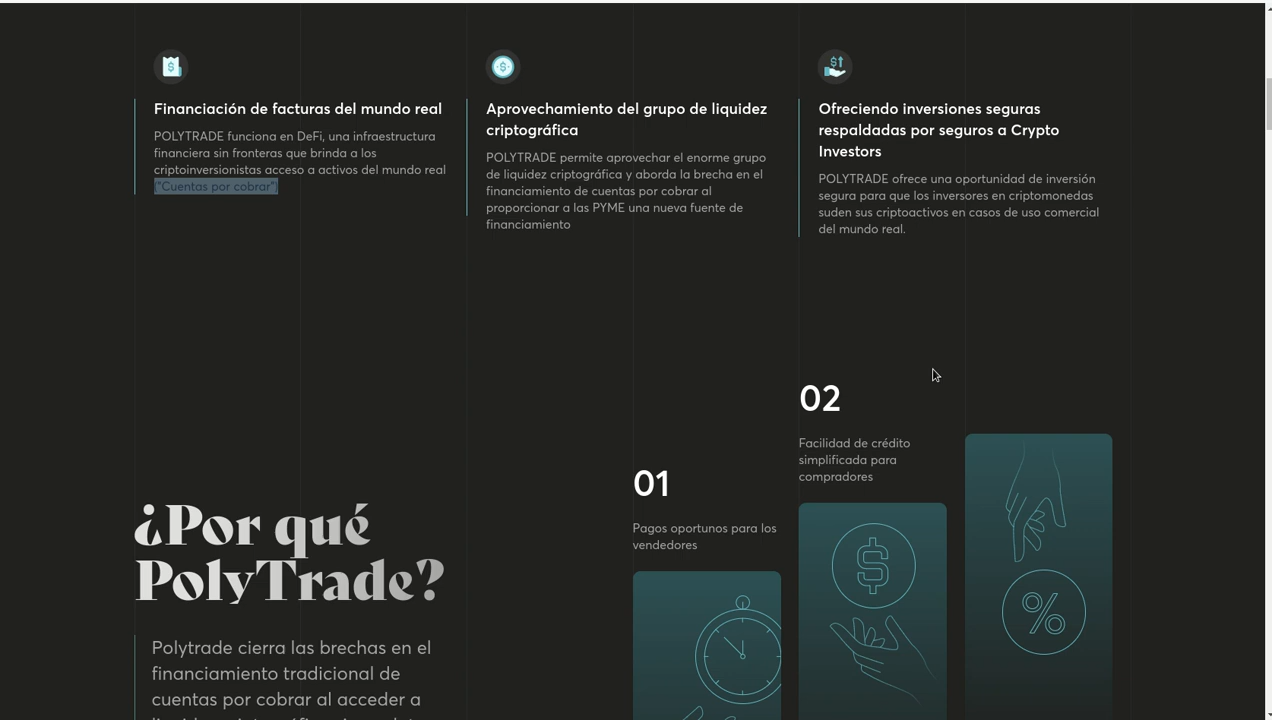 Financiación de facturas del mundo real
POLYTRADE funciona en DeFi, una infraestructura
financiera sin fronteras que brinda a los
criptoinversionistas acceso a activos del mundo real
("Cuentas por cobrar")
Aprovechamiento del grupo de liquidez
criptográfica
POLYTRADE permite aprovechar el enorme grupo
de liquidez criptográfica y aborda la brecha en el
financiamiento de cuentas por cobrar al
proporcionar a las PYME una nueva fuente de
financiamiento
Ofreciendo inversiones seguras
respaldadas por seguros a Crypto
Investors
POLYTRADE ofrece una oportunidad de inversión
segura para que los inversores en criptomonedas
suden sus criptoactivos en casos de uso comercial
del mundo real.
¿Por qué
PolyTrade?
Polytrade cierra las brechas en el
financiamiento tradicional de
cuentas por cobrar al acceder a
01
Pagos oportunos para los
vendedores
02
Facilidad de crédito
simplificada para
compradores